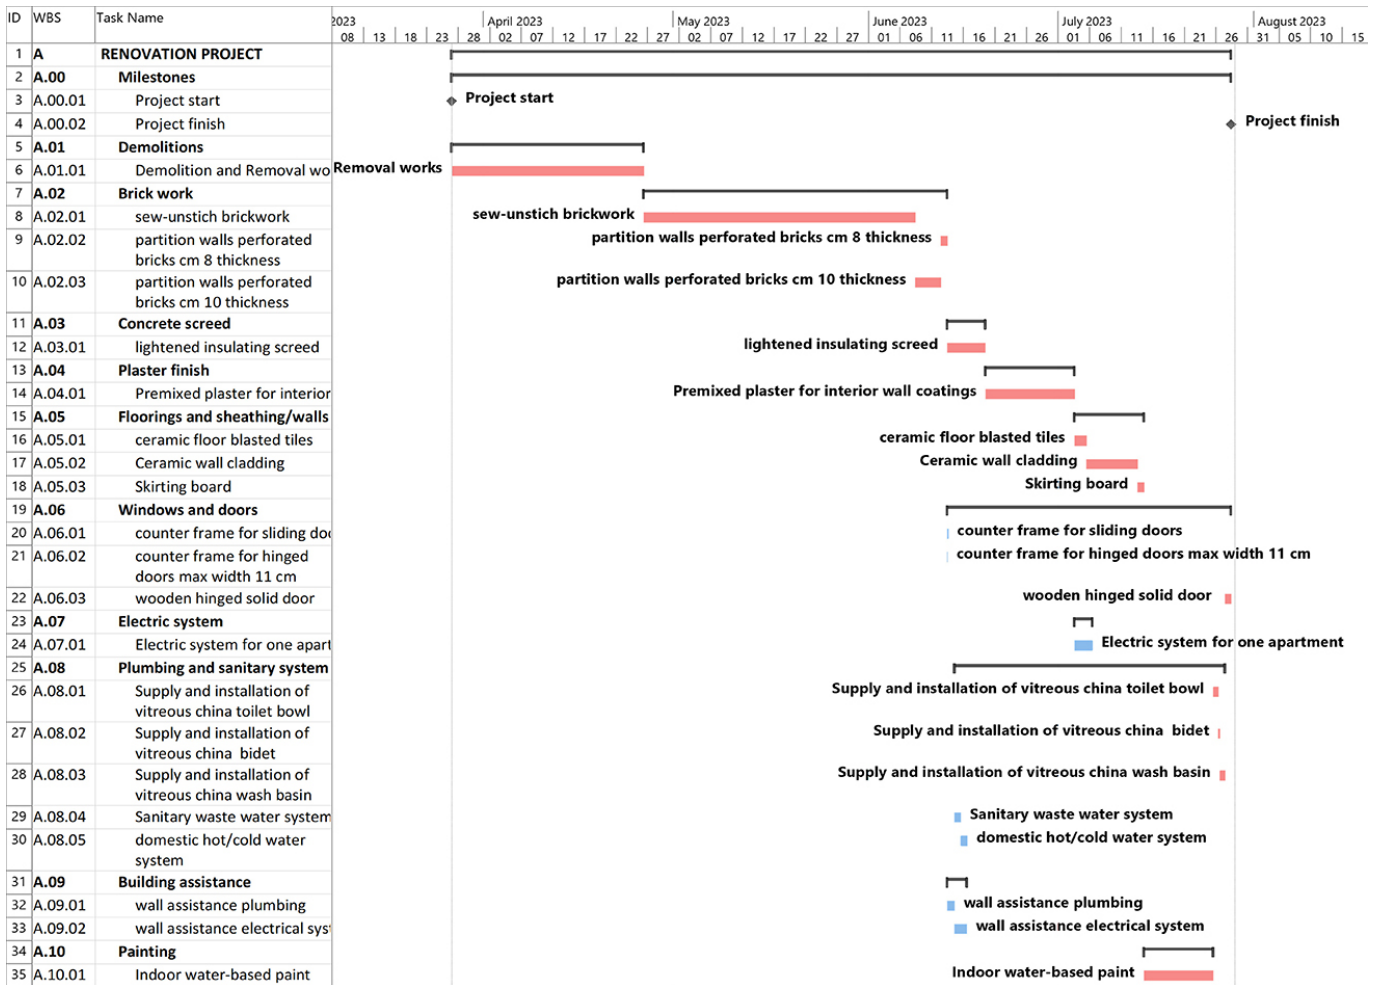 ID WBS Task Name 2023 April 2023 May 2023 June 2023 July 2023 August 2023
08 13 18 23 28 02 07 12 17 22 27 02 07 12 17 22 27 01 06 11 16 21 26 01 06 11 16 21 26 31 05 10 15
1 A RENOVATION PROJECT
2 A.00 Milestones
3 A.00.01 Project start Project start
4 A.00.02 Project finish Project finish
5 A.01 Demolitions
6 A.01.01 Demolition and Removal wo Removal works
7 A.02 Brick work
8 A.02.01 sew-unstich brickwork sew-unstich brickwork
9 A.02.02 partition walls perforated partition walls perforated bricks cm 8 thickness
bricks cm 8 thickness
10 A.02.03 partition walls perforated partition walls perforated bricks cm 10 thickness
bricks cm 10 thickness
11 A.03 Concrete screed
12 A.03.01 lightened insulating screed lightened insulating screed
13 A.04 Plaster finish
14 A.04.01 Premixed plaster for interior Premixed plaster for interior wall coatings
15 A.05 Floorings and sheathing/walls
16 A.05.01 ceramic floor blasted tiles ceramic floor blasted tiles
17 A.05.02 Ceramic wall cladding Ceramic wall cladding
18 A.05.03 Skirting board Skirting board
19 A.06 Windows and doors
20 A.06.01 counter frame for sliding doo counter frame for sliding doors
21 A.06.02 counter frame for hinged counter frame for hinged doors max width 11 cm
doors max width 11 cm
22 A.06.03 wooden hinged solid door wooden hinged solid door
23 A.07 Electric system
24 A.07.01 Electric system for one apart Electric system for one apartment
25 A.08 Plumbing and sanitary system
26 A.08.01 Supply and installation of Supply and installation of vitreous china toilet bowl
vitreous china toilet bowl
27 A.08.02 Supply and installation of Supply and installation of vitreous china bidet
vitreous china bidet
28 A.08.03 Supply and installation of Supply and installation of vitreous china wash basin
vitreous china wash basin
29 A.08.04 Sanitary waste water system Sanitary waste water system
30 A.08.05 domestic hot/cold water domestic hot/cold water system
system
31 A.09 Building assistance
32 A.09.01 wall assistance plumbing wall assistance plumbing
33 A.09.02 wall assistance electrical syst wall assistance electrical system
34 A.10 Painting
35 A.10.01 Indoor water-based paint Indoor water-based paint